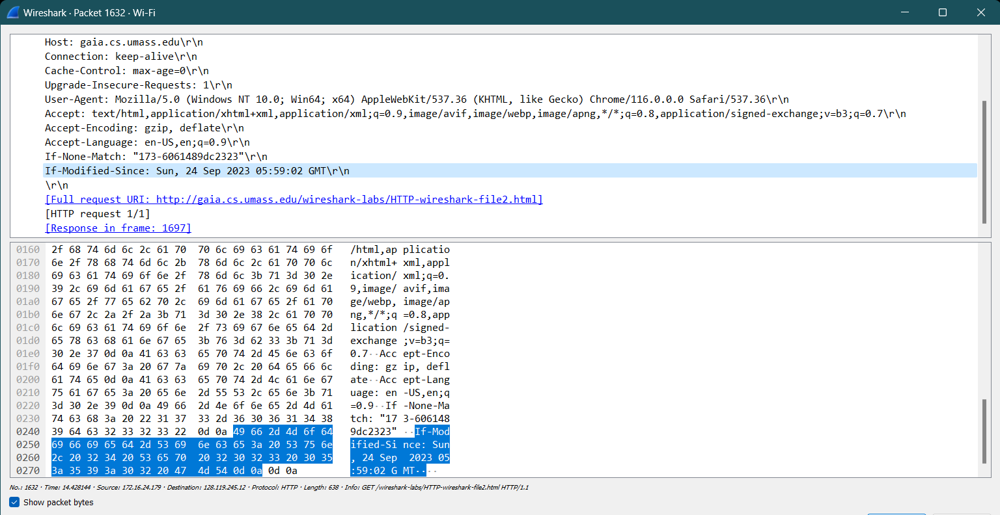 Wireshark · Packet 1632 · Wi-Fi
Host: gaia.cs.umass.edu\r\n
Connection: keep-alive\r\n
Cache-Control: max-age=0\r\n
Upgrade-Insecure-Requests: 1\r\n
User-Agent: Mozilla/5.0 (Windows NT 10.0; Win64; x64) AppleWebKit/537.36 (KHTML, like Gecko) Chrome/116.0.0.0 Safari/537.36\r\n
Accept: text/html,application/xhtml+xml,application/xml;q=0.9,image/avif,image/webp,image/apng,*/*;q=0.8,application/signed-exchange;v=b3;q=0.7\r\n
Accept-Encoding: gzip, deflate\r\n
Accept-Language: en-US,en;q=0.9\r\n
If-None-Match: "173-6061489dc2323"\r\n
If-Modified-Since: Sun, 24 Sep 2023 05:59:02 GMT\r\n
\r\n
[Full request URI: http://gaia.cs.umass.edu/wireshark-labs/HTTP-wireshark-file2.html]
[HTTP request 1/1]
[Response in frame: 1697]
0160 2f 68 74 6d 6c 2c 61 70 70 6c 69 63 61 74 69 6f /html,ap plicatio
0170 6e 2f 78 68 74 6d 6c 2b 78 6d 6c 2c 61 70 70 6c n/xhtml+ xml,appl
0180 69 63 61 74 69 6f 6e 2f 78 6d 6c 3b 71 3d 30 2e ication/ xml;q=0.
0190 39 2c 69 6d 61 67 65 2f 61 76 69 66 2c 69 6d 61 9,image/ avif,ima
01a0 67 65 2f 77 65 62 70 2c 69 6d 61 67 65 2f 61 70 ge/webp, image/ap
01b0 6e 67 2c 2a 2f 2a 3b 71 3d 30 2e 38 2c 61 70 70 ng,*/*;q =0.8,app
01c0 6c 69 63 61 74 69 6f 6e 2f 73 69 67 6e 65 64 2d lication /signed-
01d0 65 78 63 68 61 6e 67 65 3b 76 3d 62 33 3b 71 3d exchange ;v=b3;q=
01e0 30 2e 37 0d 0a 41 63 63 65 70 74 2d 45 6e 63 6f 0.7··Acc ept-Enco
01f0 64 69 6e 67 3a 20 67 7a 69 70 2c 20 64 65 66 6c ding: gz ip, defl
0200 61 74 65 0d 0a 41 63 63 65 70 74 2d 4c 61 6e 67 ate··Acc ept-Lang
0210 75 61 67 65 3a 20 65 6e 2d 55 53 2c 65 6e 3b 71 uage: en -US,en;q
0220 3d 30 2e 39 0d 0a 49 66 2d 4e 6f 6e 65 2d 4d 61 =0.9··If -None-Ma
0230 74 63 68 3a 20 22 31 37 33 2d 36 30 36 31 34 38 tch: "17 3-606148
0240 39 64 63 32 33 32 33 22 0d 0a 49 66 2d 4d 6f 64 9dc2323" ··If-Mod
0250 69 66 69 65 64 2d 53 69 6e 63 65 3a 20 53 75 6e ified-Si nce: Sun
0260 2c 20 32 34 20 53 65 70 20 32 30 32 33 20 30 35 , 24 Sep 2023 05
0270 3a 35 39 3a 30 32 20 47 4d 54 0d 0a 0d 0a :59:02 G MT····
No.: 1632 · Time: 14.428144 · Source: 172.16.24.179 · Destination: 128.119.245.12 · Protocol: HTTP · Length: 638 · Info: GET /wireshark-labs/HTTP-wireshark-file2.html HTTP/1.1
Show packet bytes